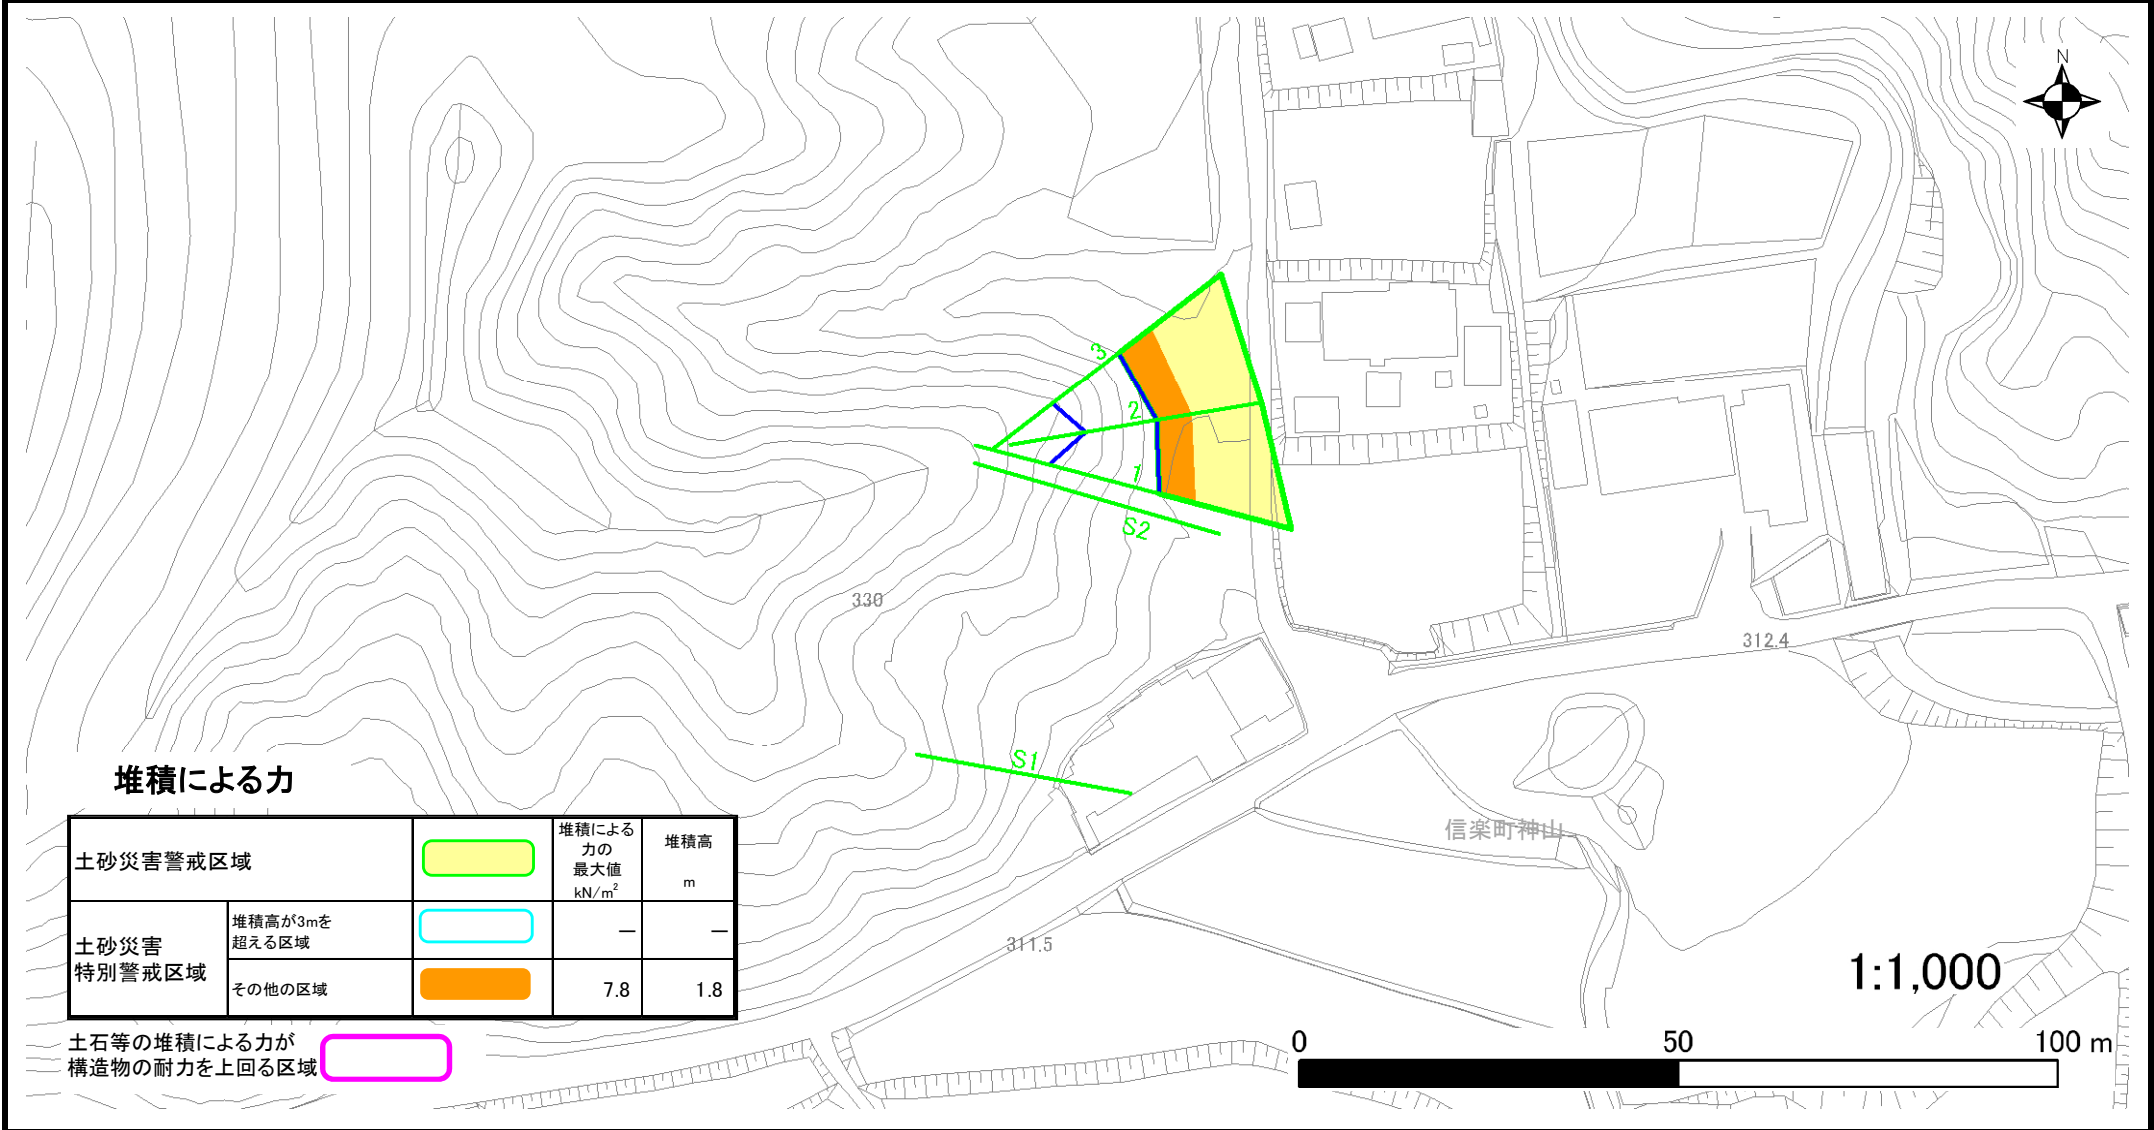 N
3
2
1
S2
330
312.4
S1
信楽町神山
311.5
堆積による力
土砂災害警戒区域
堆積による
力の
最大値
kN/m²
堆積高
m
土砂災害
特別警戒区域
堆積高が3mを
超える区域
－
－
その他の区域
7.8
1.8
土石等の堆積による力が
構造物の耐力を上回る区域
1:1,000
0 50 100 m